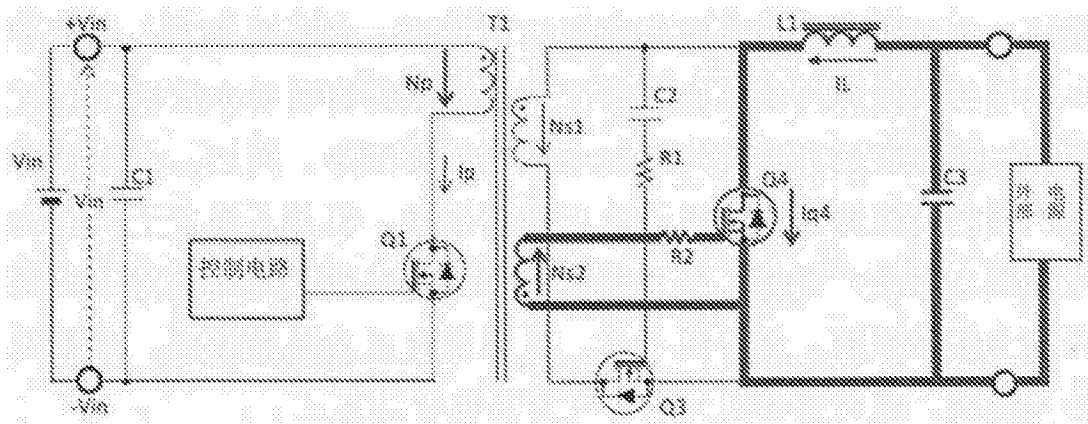 +Vin
T1
L1
Np
IL
C2
Ns1
Vin
Vin
C1
Ip
R1
Q4
C3
Iq4
Q1
R2
控制电路
Ns2
-Vin
Q3